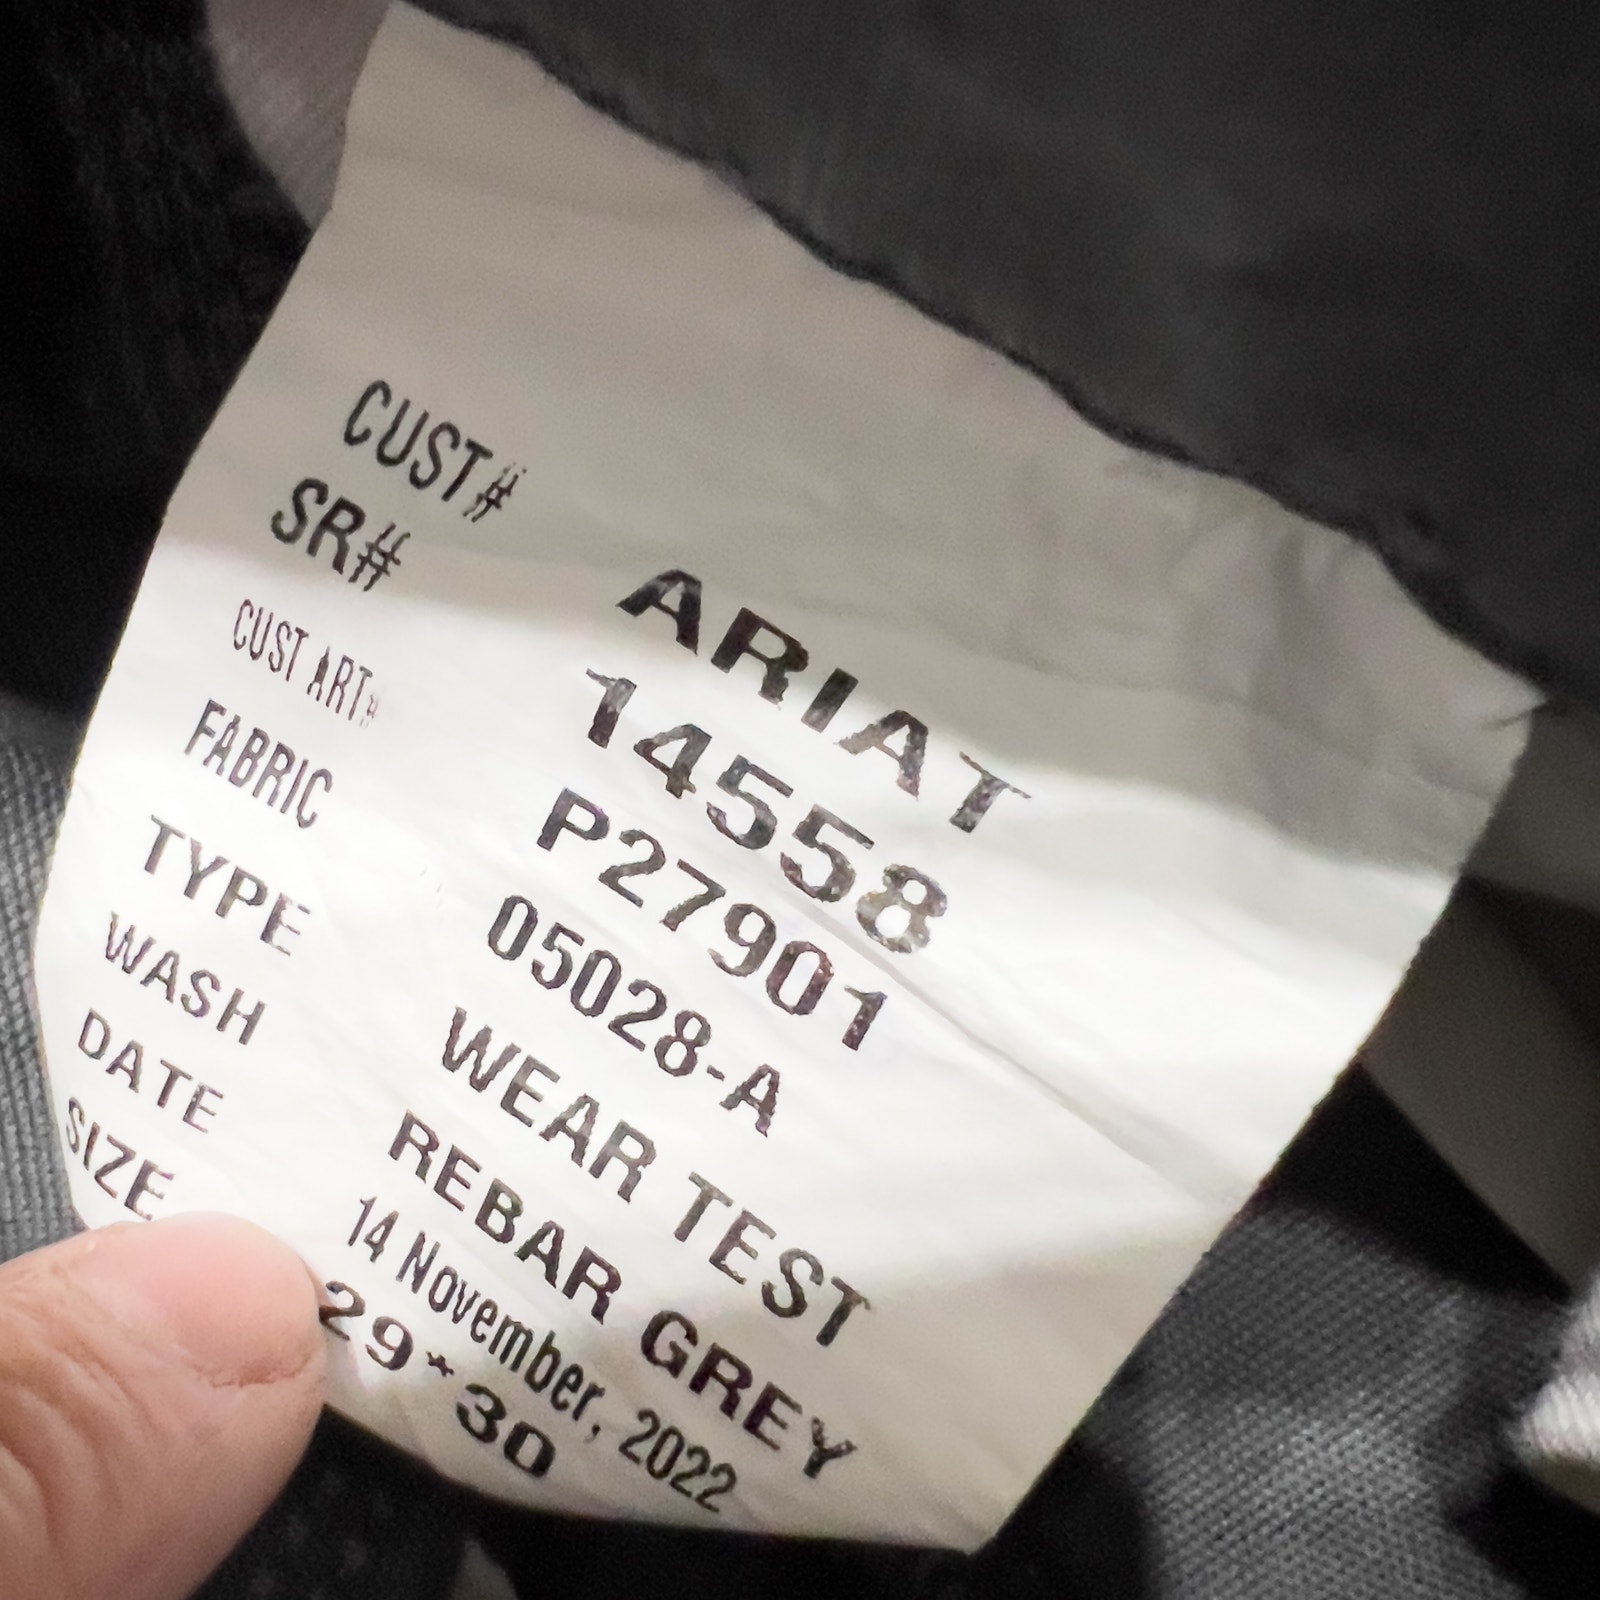 CUST# ARIAT
SR# 14558
CUST ART# P27901
FABRIC 05028-A
TYPE WEAR TEST
WASH REBAR GREY
DATE 14 November, 2022
SIZE 29*30